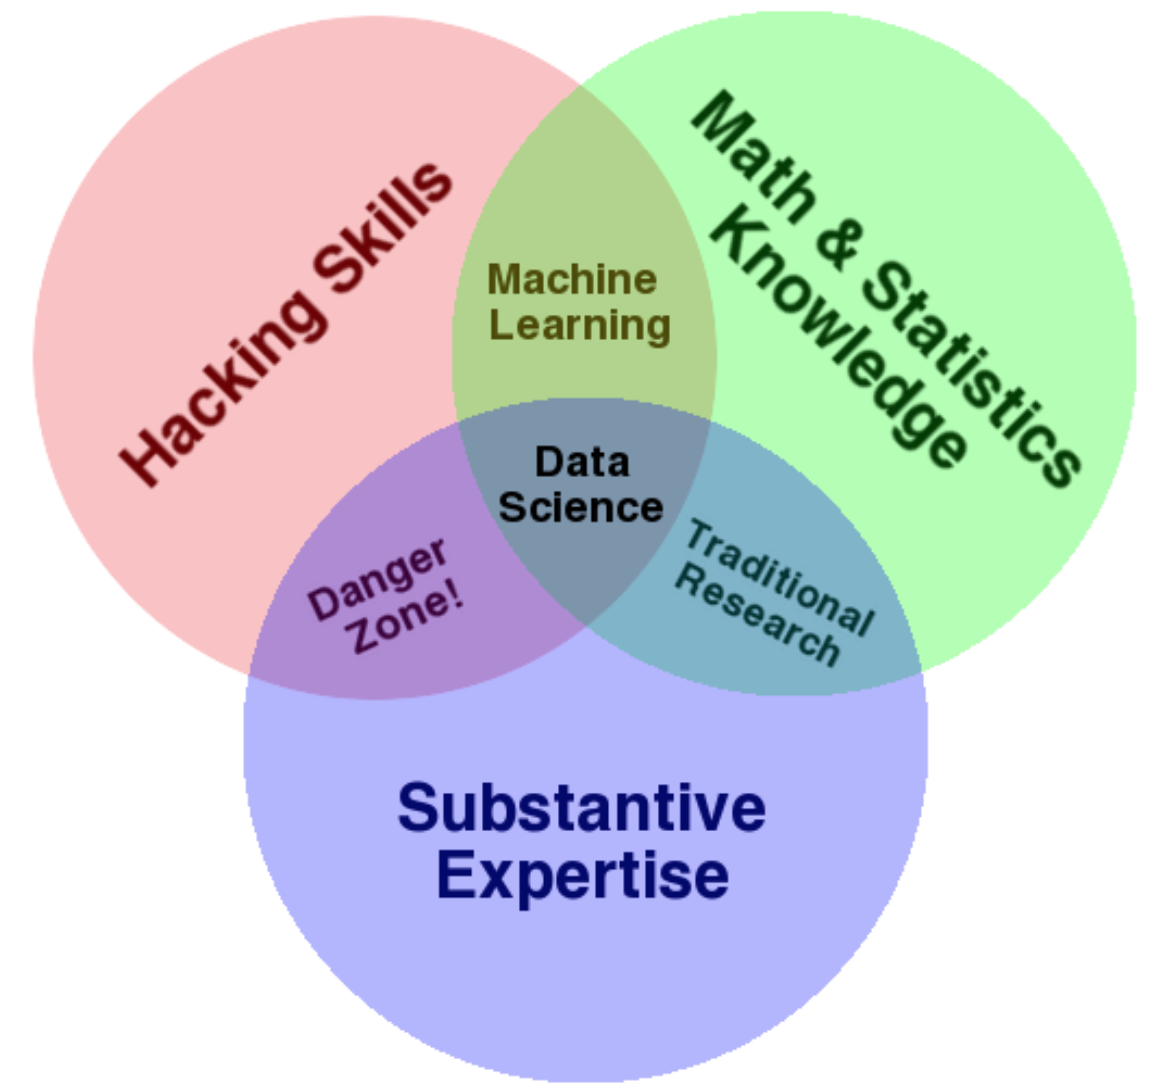 Hacking Skills
Math & Statistics
Knowledge
Machine
Learning
Data
Science
Danger
Zone!
Traditional
Research
Substantive
Expertise